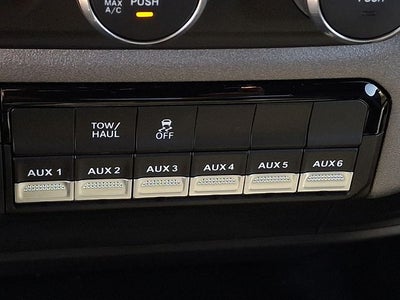 MAX PUSH
A/C
PUSH
TOW/
HAUL OFF
AUX 1 AUX 2 AUX 3 AUX 4 AUX 5 AUX 6